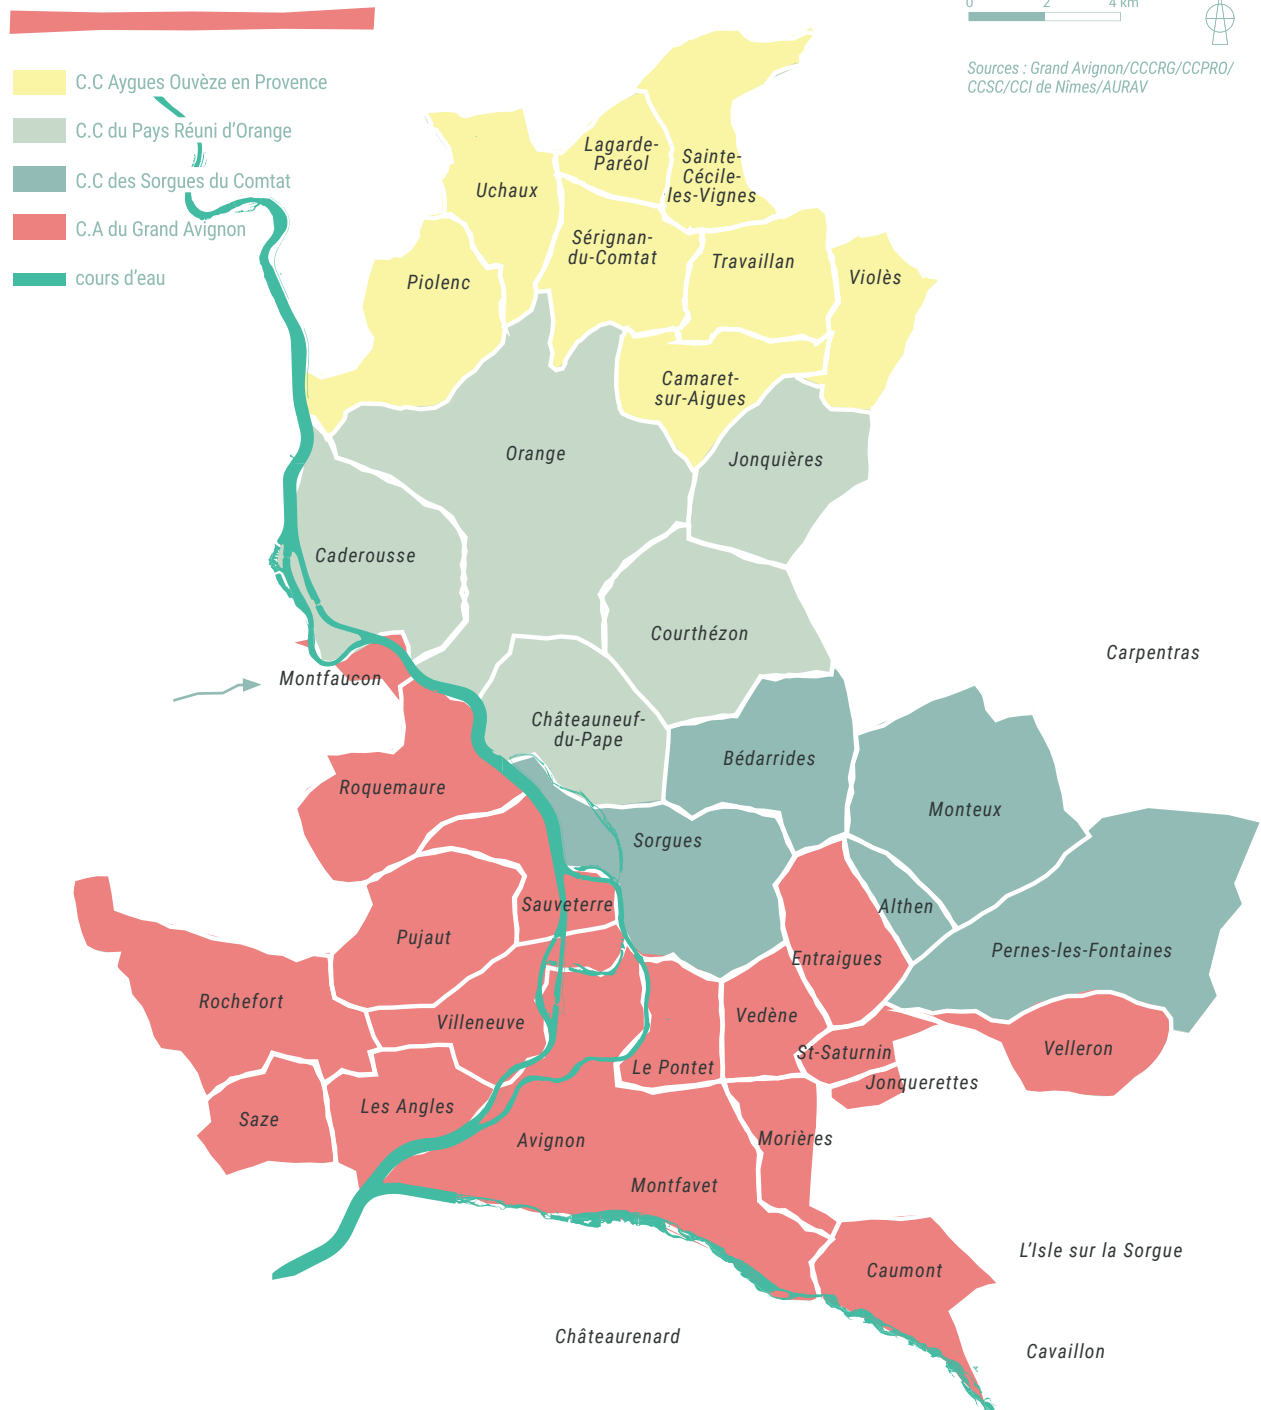 0 2 4 km
Sources : Grand Avignon/CCCRG/CCPRO/
CCSC/CCI de Nîmes/AURAV
C.C Aygues Ouvèze en Provence
C.C du Pays Réuni d'Orange
C.C des Sorgues du Comtat
C.A du Grand Avignon
cours d'eau
Lagarde-
Paréol
Sainte-
Cécile-
les-Vignes
Uchaux
Sérignan-
du-Comtat
Travaillan
Violès
Piolenc
Camaret-
sur-Aigues
Orange
Jonquières
Caderousse
Courthézon
Carpentras
Montfaucon
Châteauneuf-
du-Pape
Bédarrides
Roquemaure
Monteux
Sorgues
Sauveterre
Althen
Pujaut
Entraigues
Pernes-les-Fontaines
Rochefort
Villeneuve
Vedène
St-Saturnin
Velleron
Le Pontet
Jonquerettes
Les Angles
Saze
Avignon
Morières
Montfavet
L'Isle sur la Sorgue
Caumont
Châteaurenard
Cavaillon